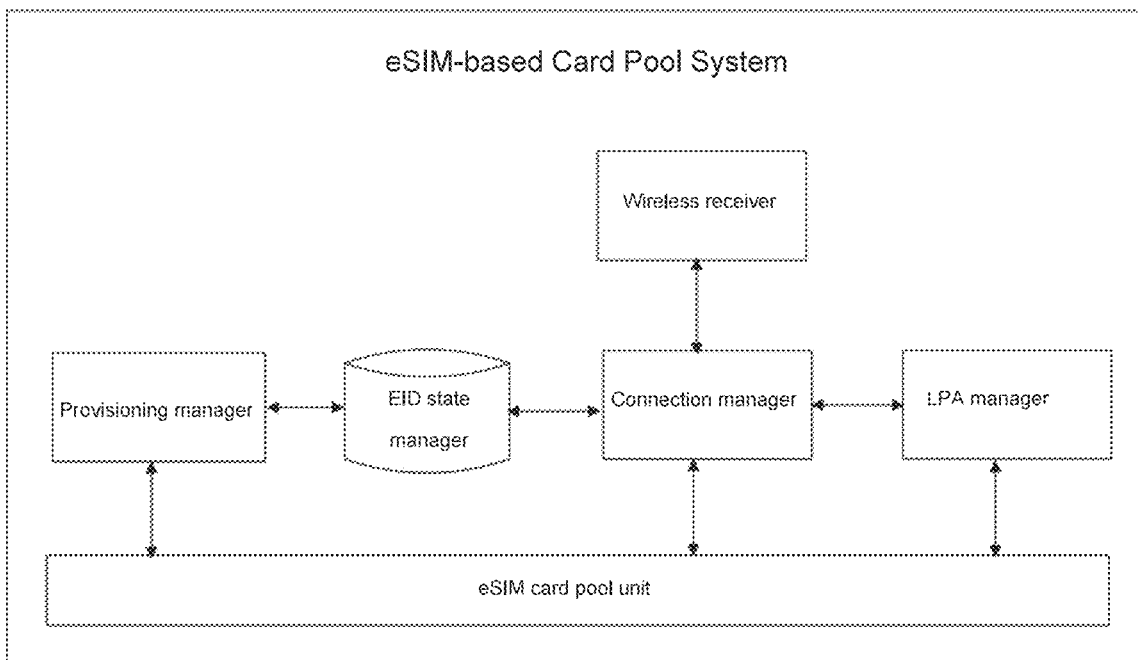 eSIM-based Card Pool System
Wireless receiver
Provisioning manager
EID state
manager
Connection manager
LPA manager
eSIM card pool unit